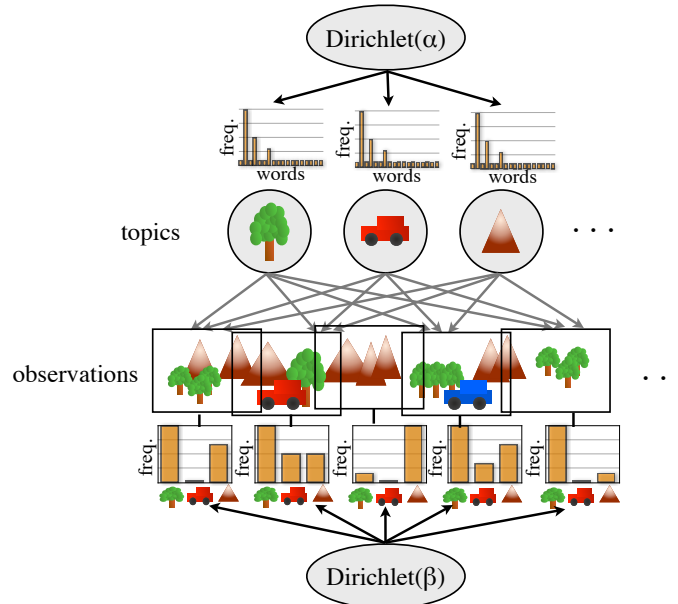 Dirichlet(α)
freq.
freq.
freq.
words
words
words
topics
. . .
observations
. .
freq.
freq.
freq.
freq.
freq.
Dirichlet(β)